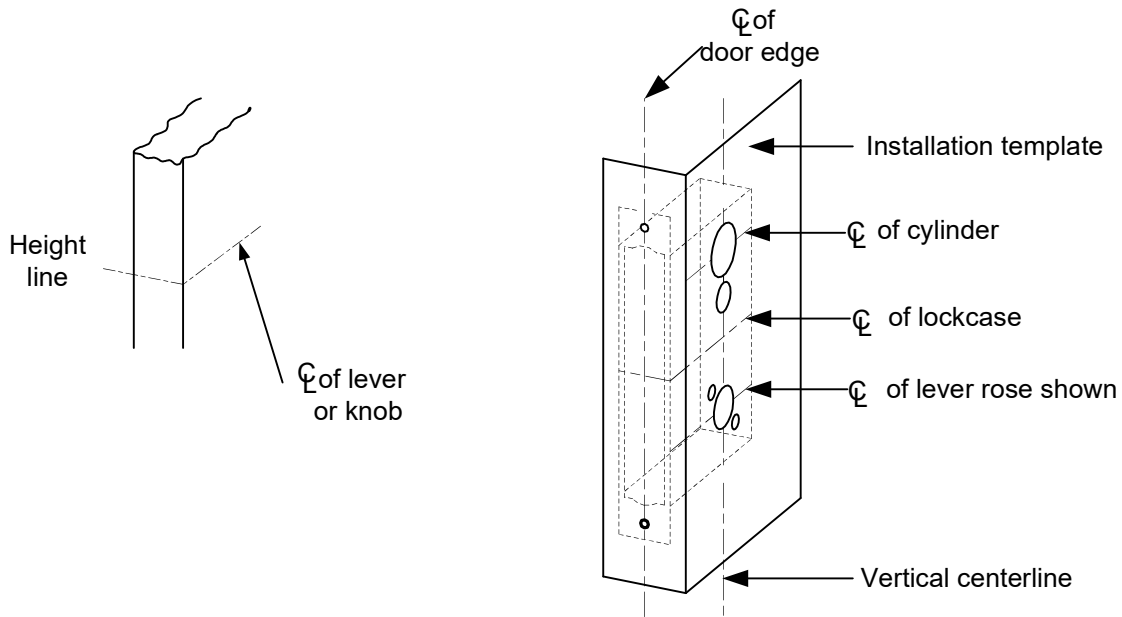 Height
line
℄ of lever
or knob
℄ of
door edge
Installation template
℄ of cylinder
℄ of lockcase
℄ of lever rose shown
Vertical centerline